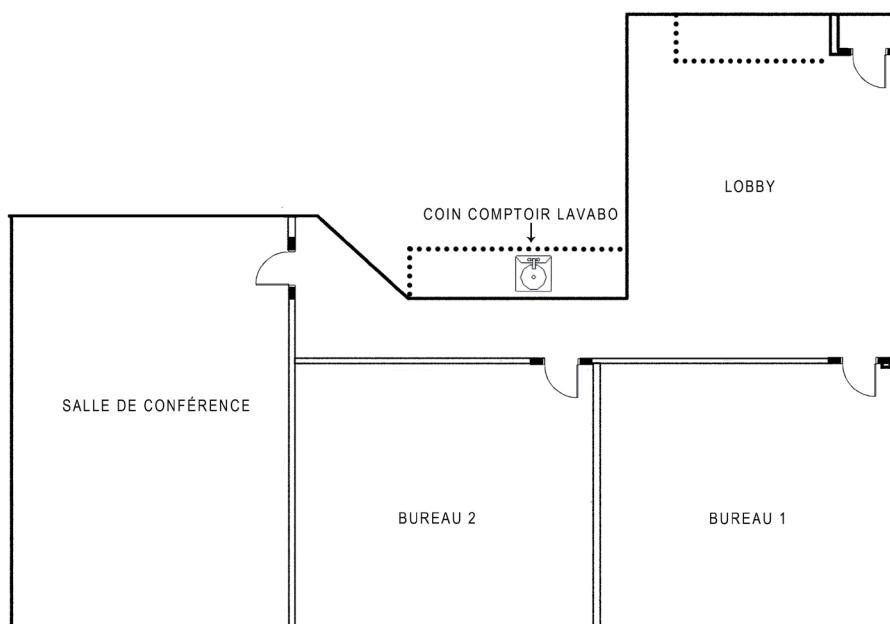 LOBBY
COIN COMPTOIR LAVABO
SALLE DE CONFÉRENCE
BUREAU 2
BUREAU 1